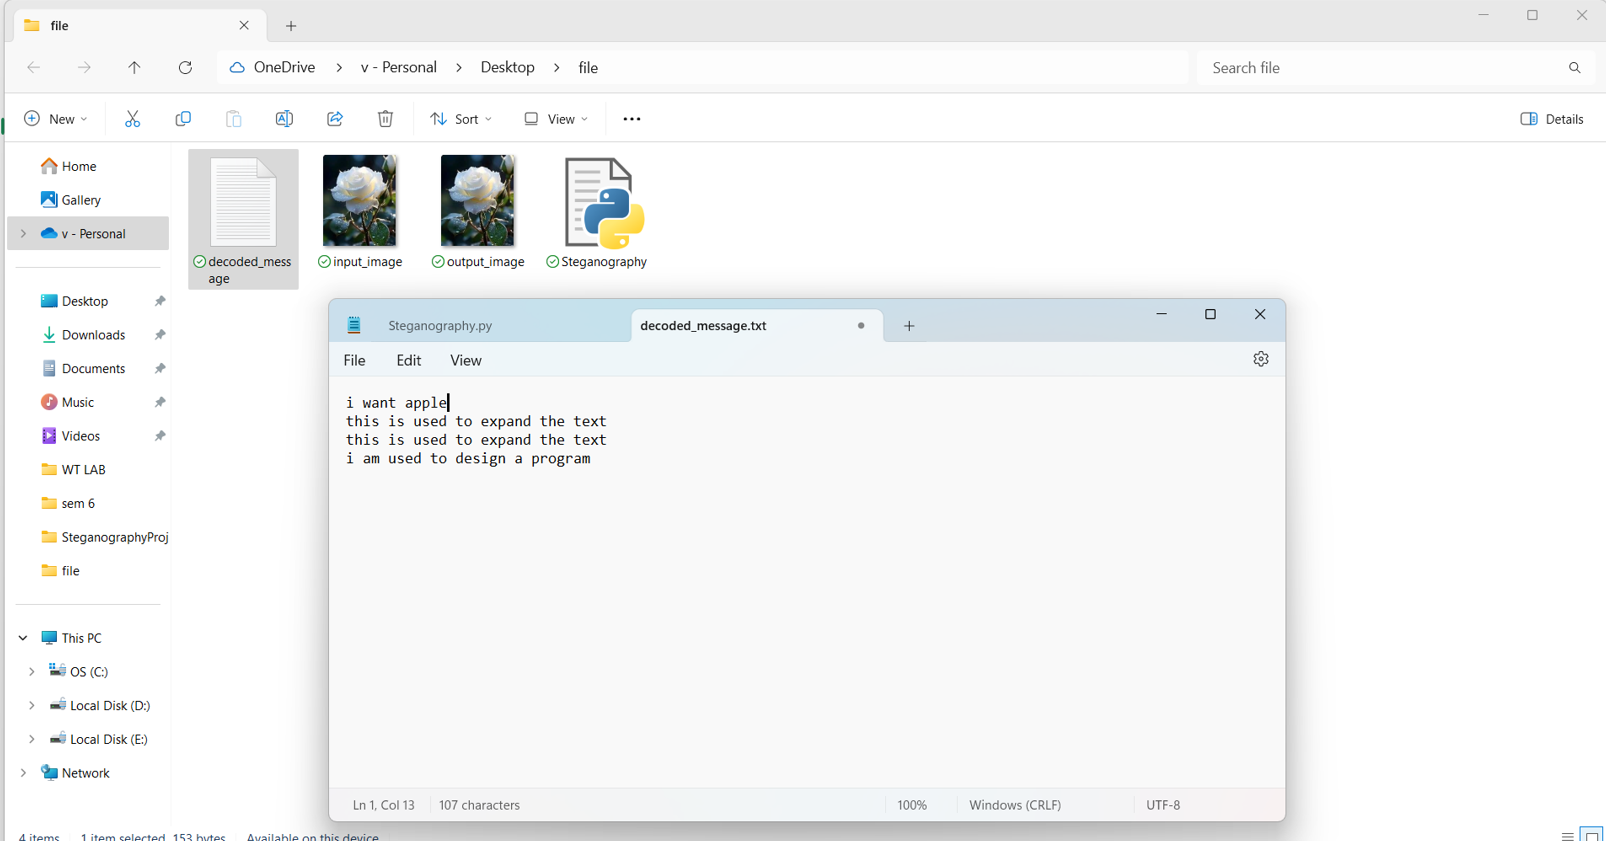 file
OneDrive > v - Personal > Desktop > file
Search file
New
Sort
View
Details
Home
Gallery
v - Personal
Desktop
Downloads
Documents
Music
Videos
WT LAB
sem 6
SteganographyProj
file
This PC
OS (C:)
Local Disk (D:)
Local Disk (E:)
Network
decoded_mess
age
input_image
output_image
Steganography
Steganography.py
decoded_message.txt
File Edit View
i want apple
this is used to expand the text
this is used to expand the text
i am used to design a program
Ln 1, Col 13 107 characters 100% Windows (CRLF) UTF-8
4 items 1 item selected 153 bytes Available on this device